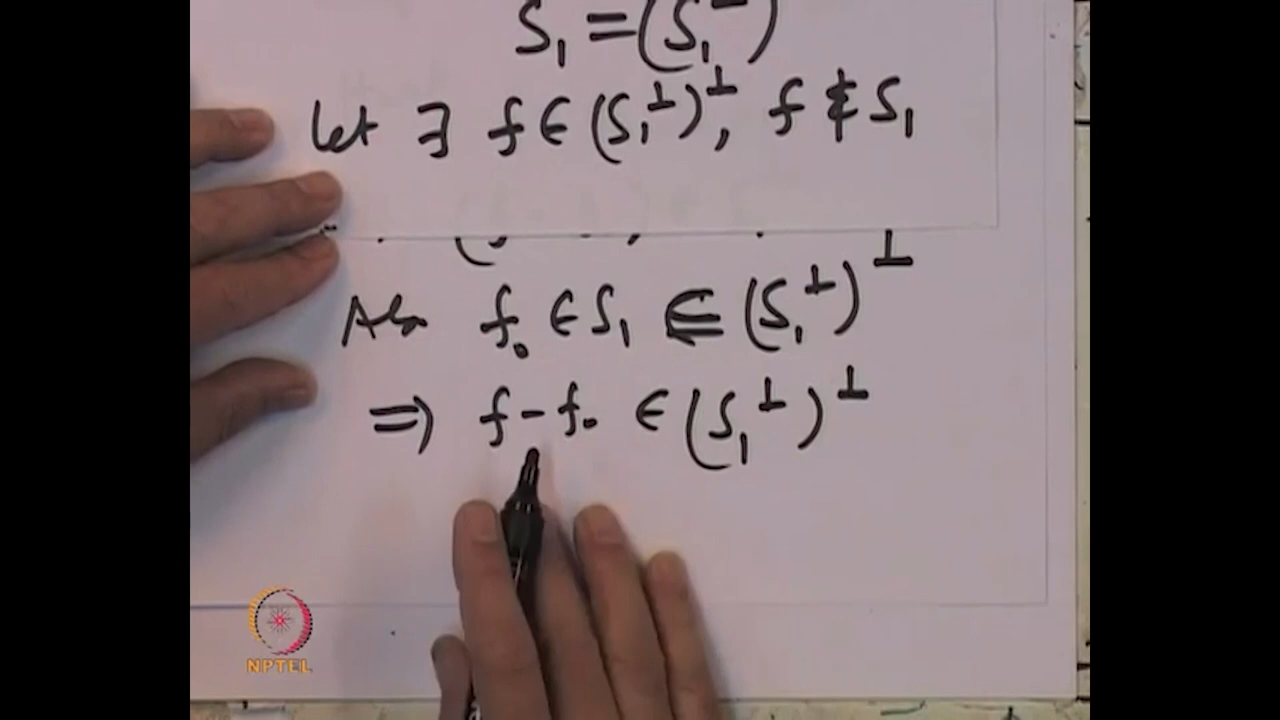 S₁ = (S₁⊥)
Let ∃ f ∈ (S₁⊥)⊥, f ∉ S₁
Also f₀ ∈ S₁ ⊆ (S₁⊥)⊥
⇒ f - f₀ ∈ (S₁⊥)⊥
NPTEL